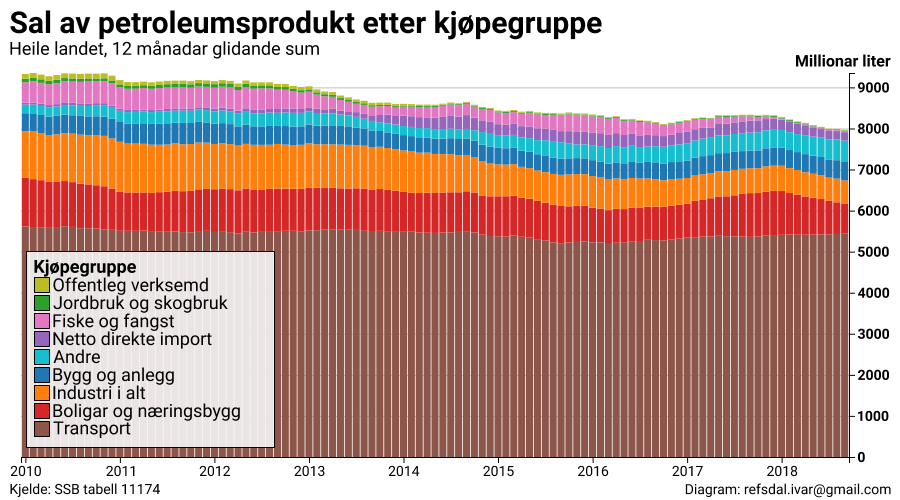 Sal av petroleumsprodukt etter kjøpegruppe
Heile landet, 12 månadar glidande sum
Millionar liter
9000
8000
7000
6000
5000
4000
3000
2000
1000
0
Kjøpegruppe
Offentleg verksemd
Jordbruk og skogbruk
Fiske og fangst
Netto direkte import
Andre
Bygg og anlegg
Industri i alt
Boligar og næringsbygg
Transport
2010 2011 2012 2013 2014 2015 2016 2017 2018
Kjelde: SSB tabell 11174
Diagram: refsdal.ivar@gmail.com